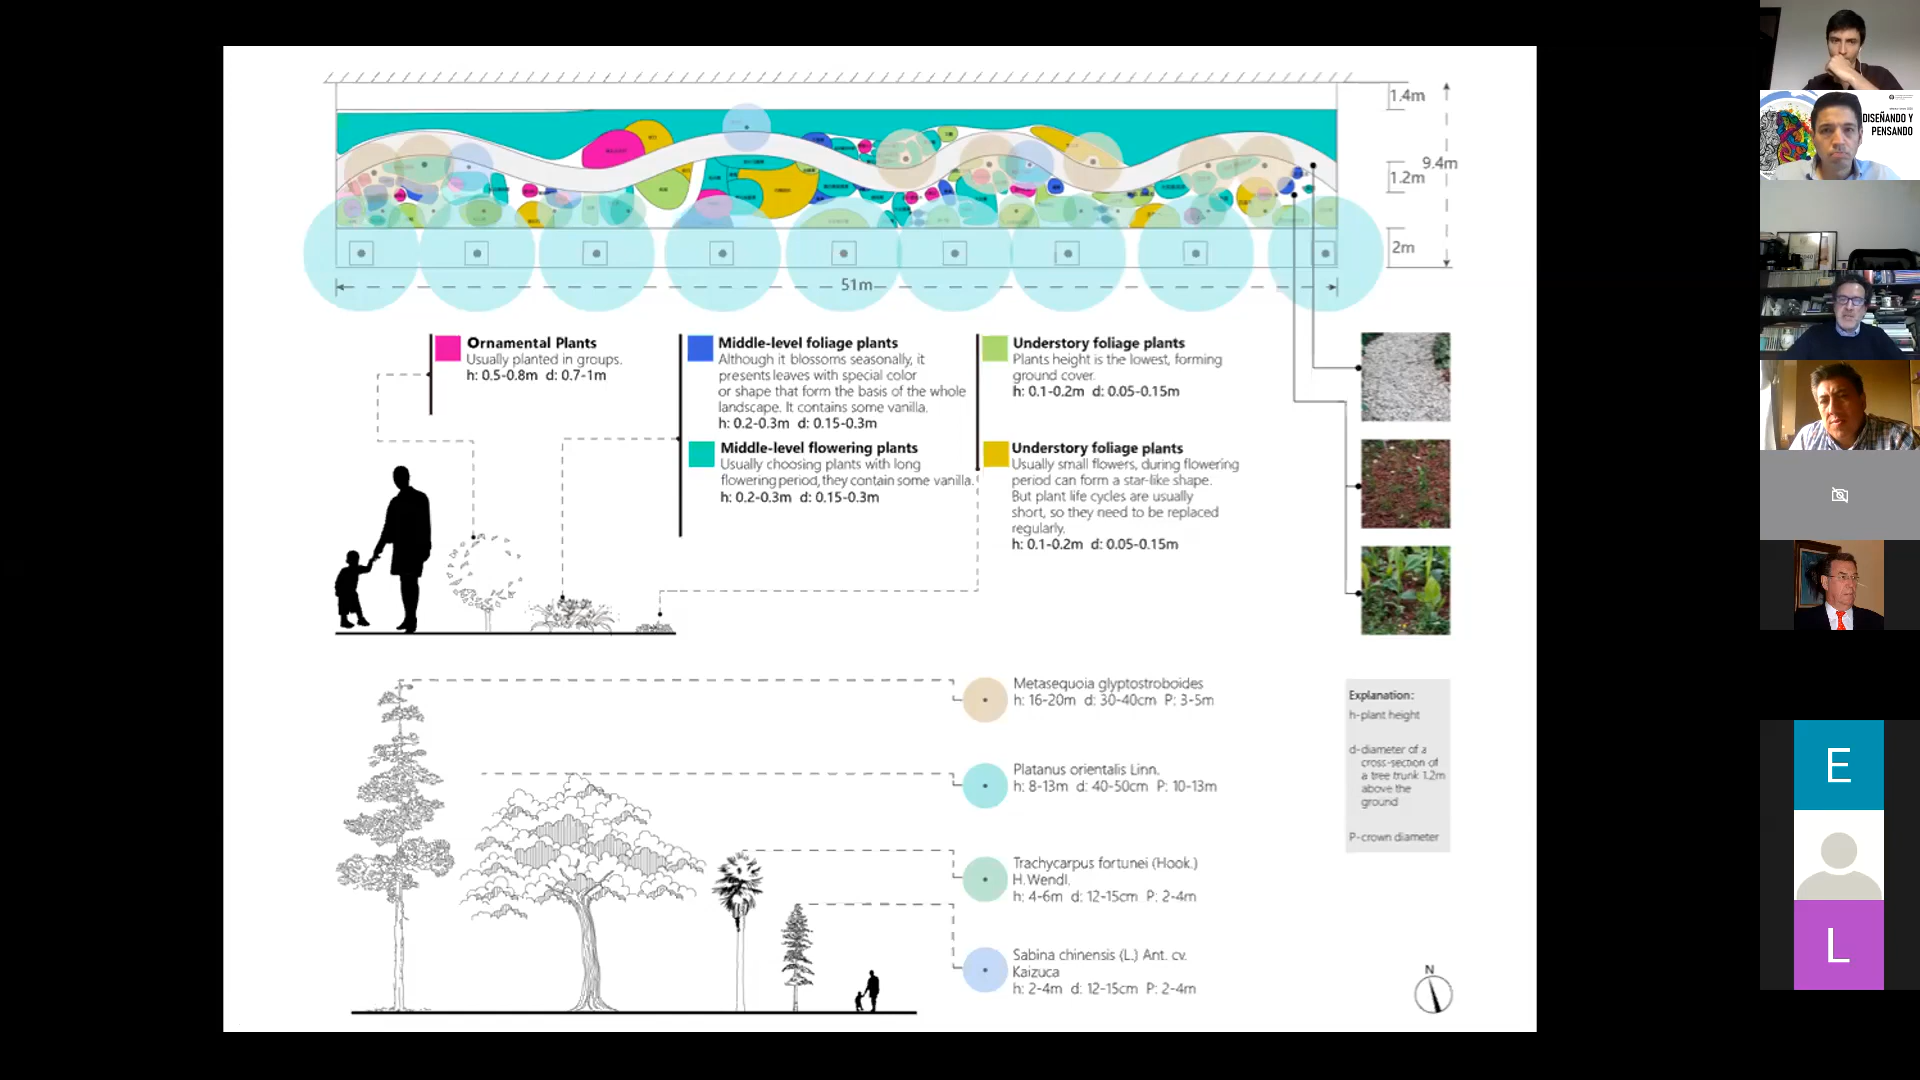 1.4m
9.4m
1.2m
2m
51m
Ornamental Plants
Usually planted in groups.
h: 0.5-0.8m d: 0.7-1m
Middle-level foliage plants
Although it blossoms seasonally, it
presents leaves with special color
or shape that form the basis of the whole
landscape. It contains some vanilla.
h: 0.2-0.3m d: 0.15-0.3m
Middle-level flowering plants
Usually choosing plants with long
flowering period, they contain some vanilla.
h: 0.2-0.3m d: 0.15-0.3m
Understory foliage plants
Plants height is the lowest, forming
ground cover.
h: 0.1-0.2m d: 0.05-0.15m
Understory foliage plants
Usually small flowers, during flowering
period can form a star-like shape.
But plant life cycles are usually
short, so they need to be replaced
regularly.
h: 0.1-0.2m d: 0.05-0.15m
Metasequoia glyptostroboides
h: 16-20m d: 30-40cm P: 3-5m
Platanus orientalis Linn.
h: 8-13m d: 40-50cm P: 10-13m
Trachycarpus fortunei (Hook.)
H.Wendl.
h: 4-6m d: 12-15cm P: 2-4m
Sabina chinensis (L.) Ant. cv.
Kaizuca
h: 2-4m d: 12-15cm P: 2-4m
Explanation:
h-plant height
d-diameter of a
cross-section of
a tree trunk 1.2m
above the
ground
P-crown diameter
N
DISEÑANDO Y
PENSANDO
E
L